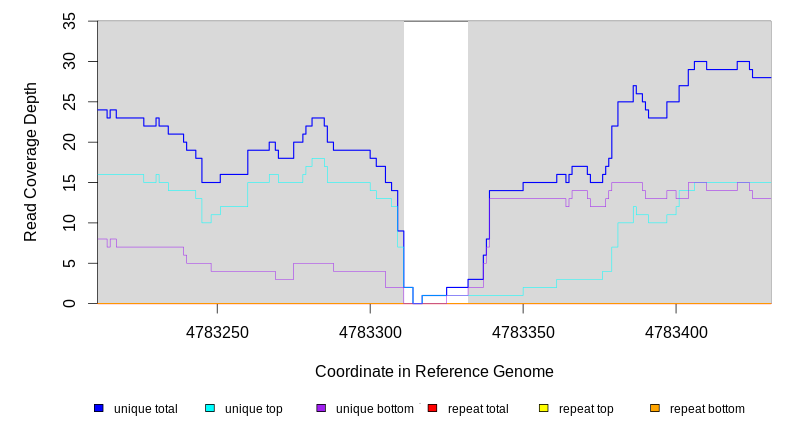 35
30
25
20
15
10
5
0
Read Coverage Depth
4783250 4783300 4783350 4783400
Coordinate in Reference Genome
unique total unique top unique bottom repeat total repeat top repeat bottom